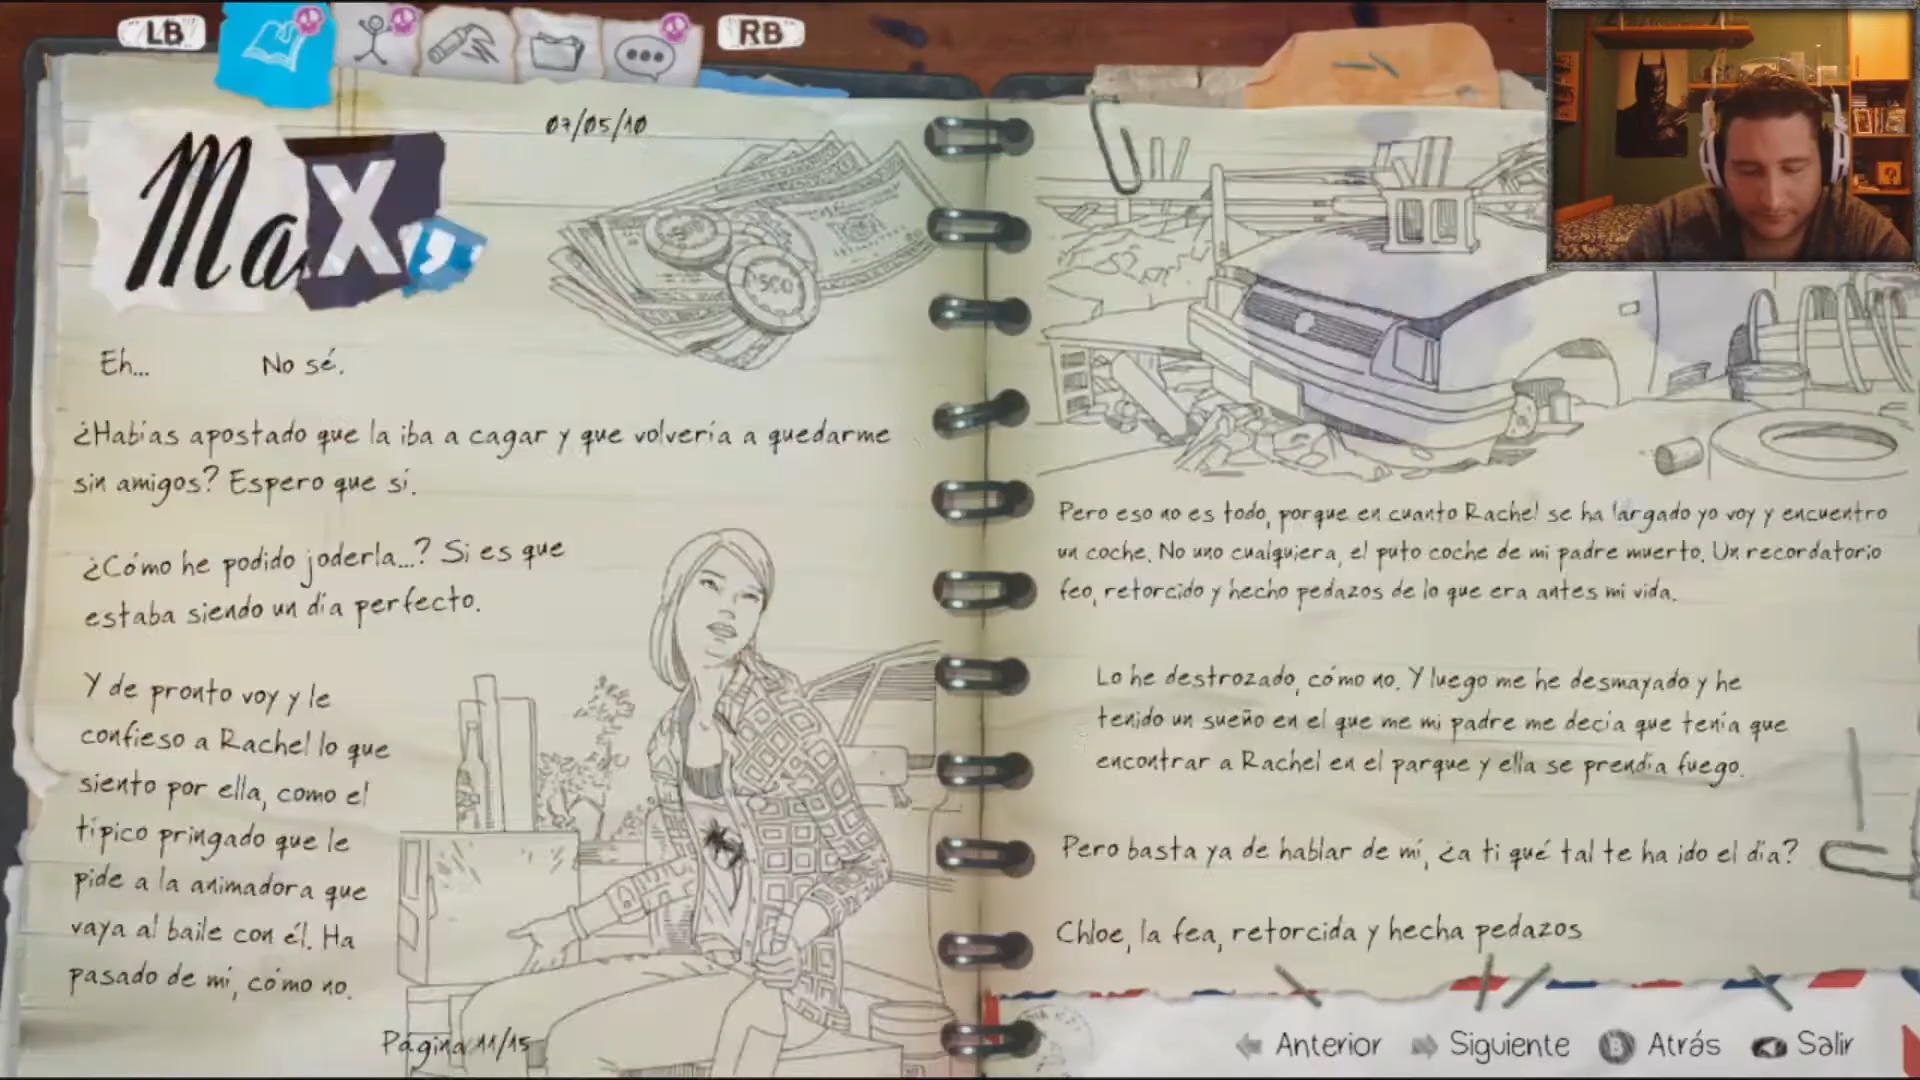 LB
RB
07/05/10
Max,
Eh... No sé.
¿Habías apostado que la iba a cagar y que volvería a quedarme
sin amigos? Espero que sí.
¿Cómo he podido joderla...? Si es que
estaba siendo un día perfecto.
Y de pronto voy y le
confieso a Rachel lo que
siento por ella, como el
típico pringado que le
pide a la animadora que
vaya al baile con él. Ha
pasado de mí, cómo no.
Página 11/15
500
Pero eso no es todo, porque en cuanto Rachel se ha largado yo voy y encuentro
un coche. No uno cualquiera, el puto coche de mi padre muerto. Un recordatorio
feo, retorcido y hecho pedazos de lo que era antes mi vida.
Lo he destrozado, cómo no. Y luego me he desmayado y he
tenido un sueño en el que me mi padre me decía que tenía que
encontrar a Rachel en el parque y ella se prendía fuego.
Pero basta ya de hablar de mí, ¿a ti qué tal te ha ido el día?
Chloe, la fea, retorcida y hecha pedazos
Anterior
Siguiente
B Atrás
Salir